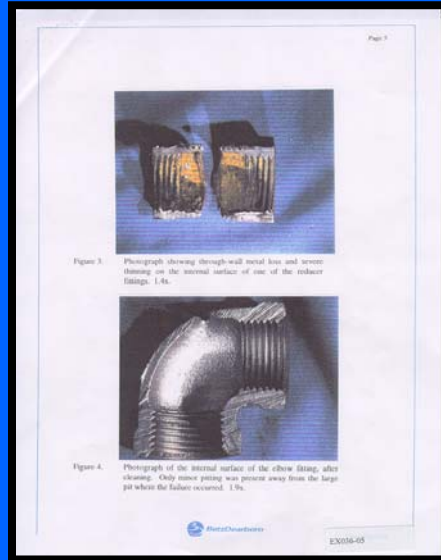 Page 3
Figure 3. Photograph showing through-wall metal loss and severe
thinning on the internal surface of one of the reducer
fittings. 1.4x.
Figure 4. Photograph of the internal surface of the elbow fitting, after
cleaning. Only minor pitting was present away from the large
pit where the failure occurred. 1.9x.
BetzDearborn
EX036-05